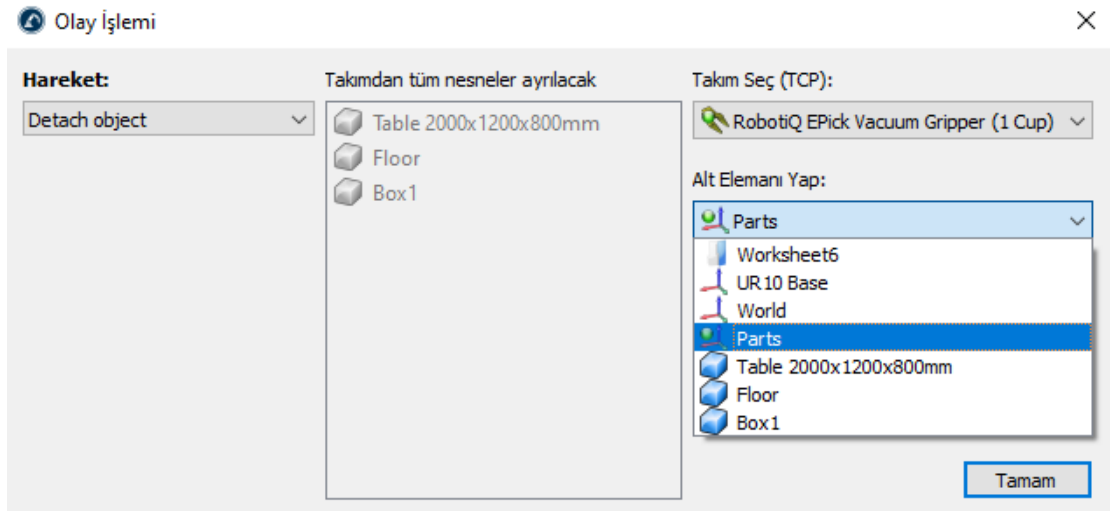 Olay İşlemi
Hareket:
Detach object
Takımdan tüm nesneler ayrılacak
Table 2000x1200x800mm
Floor
Box1
Takım Seç (TCP):
RobotiQ EPick Vacuum Gripper (1 Cup)
Alt Elemanı Yap:
Parts
Worksheet6
UR10 Base
World
Parts
Table 2000x1200x800mm
Floor
Box1
Tamam